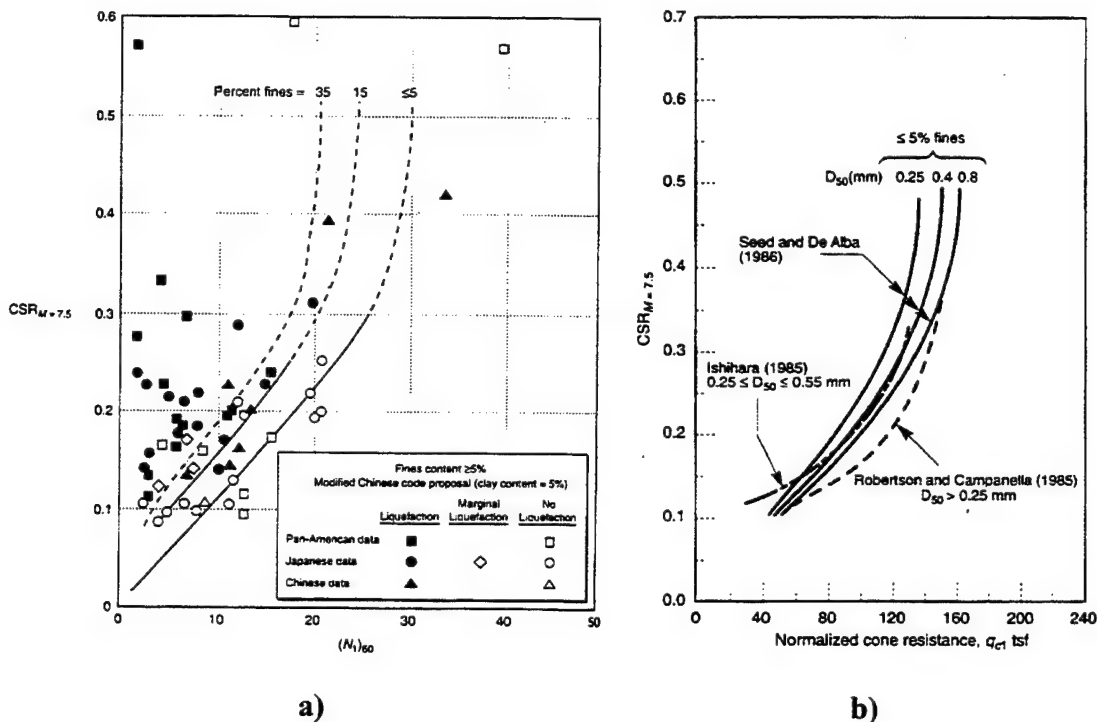 0.6
0.5
0.4
0.3
0.2
0.1
0
CSR_M = 7.5
Percent fines = 35 15 ≤5
Fines content ≥5%
Modified Chinese code proposal (clay content = 5%)
Liquefaction
Marginal
Liquefaction
No
Liquefaction
Pan-American data
Japanese data
Chinese data
0 10 20 30 40 50
(N₁)₆₀
a)
0.7
0.6
0.5
0.4
0.3
0.2
0.1
0.0
CSR_M = 7.5
≤ 5% fines
D₅₀(mm) 0.25 0.4 0.8
Seed and De Alba
(1986)
Ishihara (1985)
0.25 ≤ D₅₀ ≤ 0.55 mm
Robertson and Campanella (1985)
D₅₀ > 0.25 mm
0 40 80 120 160 200 240
Normalized cone resistance, q_c1 tsf
b)